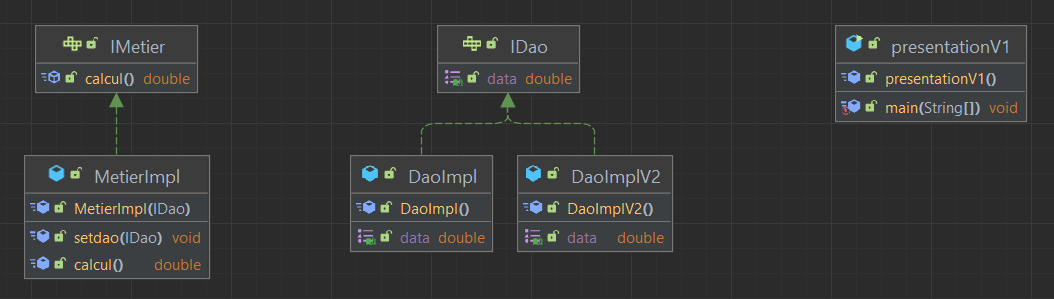 IMetier
calcul() double
IDao
data double
presentationV1
presentationV1()
main(String[]) void
MetierImpl
MetierImpl(IDao)
setdao(IDao) void
calcul() double
DaoImpl
DaoImpl()
data double
DaoImplV2
DaoImplV2()
data double